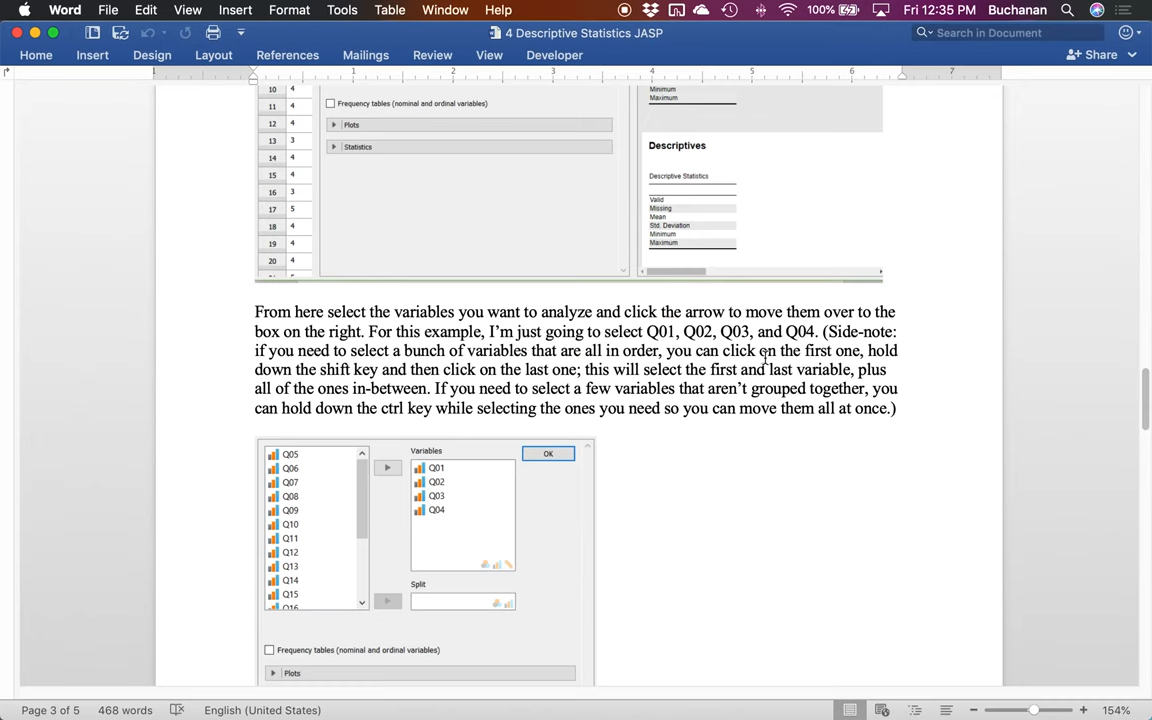 Word File Edit View Insert Format Tools Table Window Help 100% Fri 12:35 PM Buchanan
4 Descriptive Statistics JASP
Search in Document
Home Insert Design Layout References Mailings Review View Developer Share
1 1 2 3 4 5 6 7
10 4
11 4
12 4
13 3
14 4
15 4
16 3
17 5
18 4
19 4
20 4
Frequency tables (nominal and ordinal variables)
Plots
Statistics
Minimum
Maximum
Descriptives
Descriptive Statistics
Valid
Missing
Mean
Std. Deviation
Minimum
Maximum
From here select the variables you want to analyze and click the arrow to move them over to the
box on the right. For this example, I’m just going to select Q01, Q02, Q03, and Q04. (Side-note:
if you need to select a bunch of variables that are all in order, you can click on the first one, hold
down the shift key and then click on the last one; this will select the first and last variable, plus
all of the ones in-between. If you need to select a few variables that aren’t grouped together, you
can hold down the ctrl key while selecting the ones you need so you can move them all at once.)
Q05
Q06
Q07
Q08
Q09
Q10
Q11
Q12
Q13
Q14
Q15
Q16
Variables
Q01
Q02
Q03
Q04
OK
Split
Frequency tables (nominal and ordinal variables)
Plots
Page 3 of 5 468 words English (United States) 154%